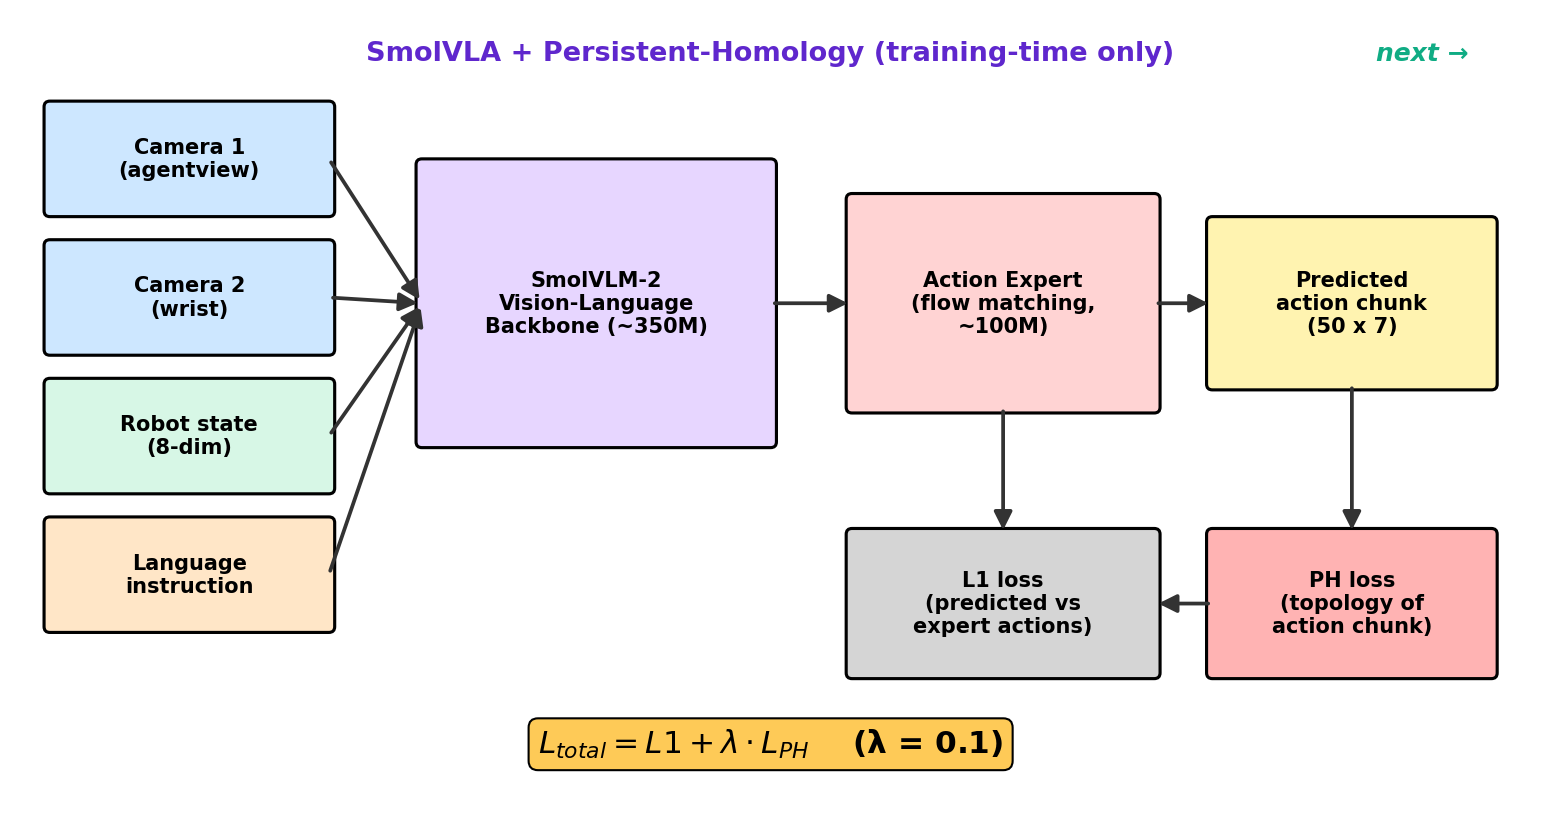 SmolVLA + Persistent-Homology (training-time only)
next →
Camera 1
(agentview)
Camera 2
(wrist)
Robot state
(8-dim)
Language
instruction
SmolVLM-2
Vision-Language
Backbone (~350M)
Action Expert
(flow matching,
~100M)
Predicted
action chunk
(50 x 7)
L1 loss
(predicted vs
expert actions)
PH loss
(topology of
action chunk)
L_total = L1 + λ · L_PH (λ = 0.1)